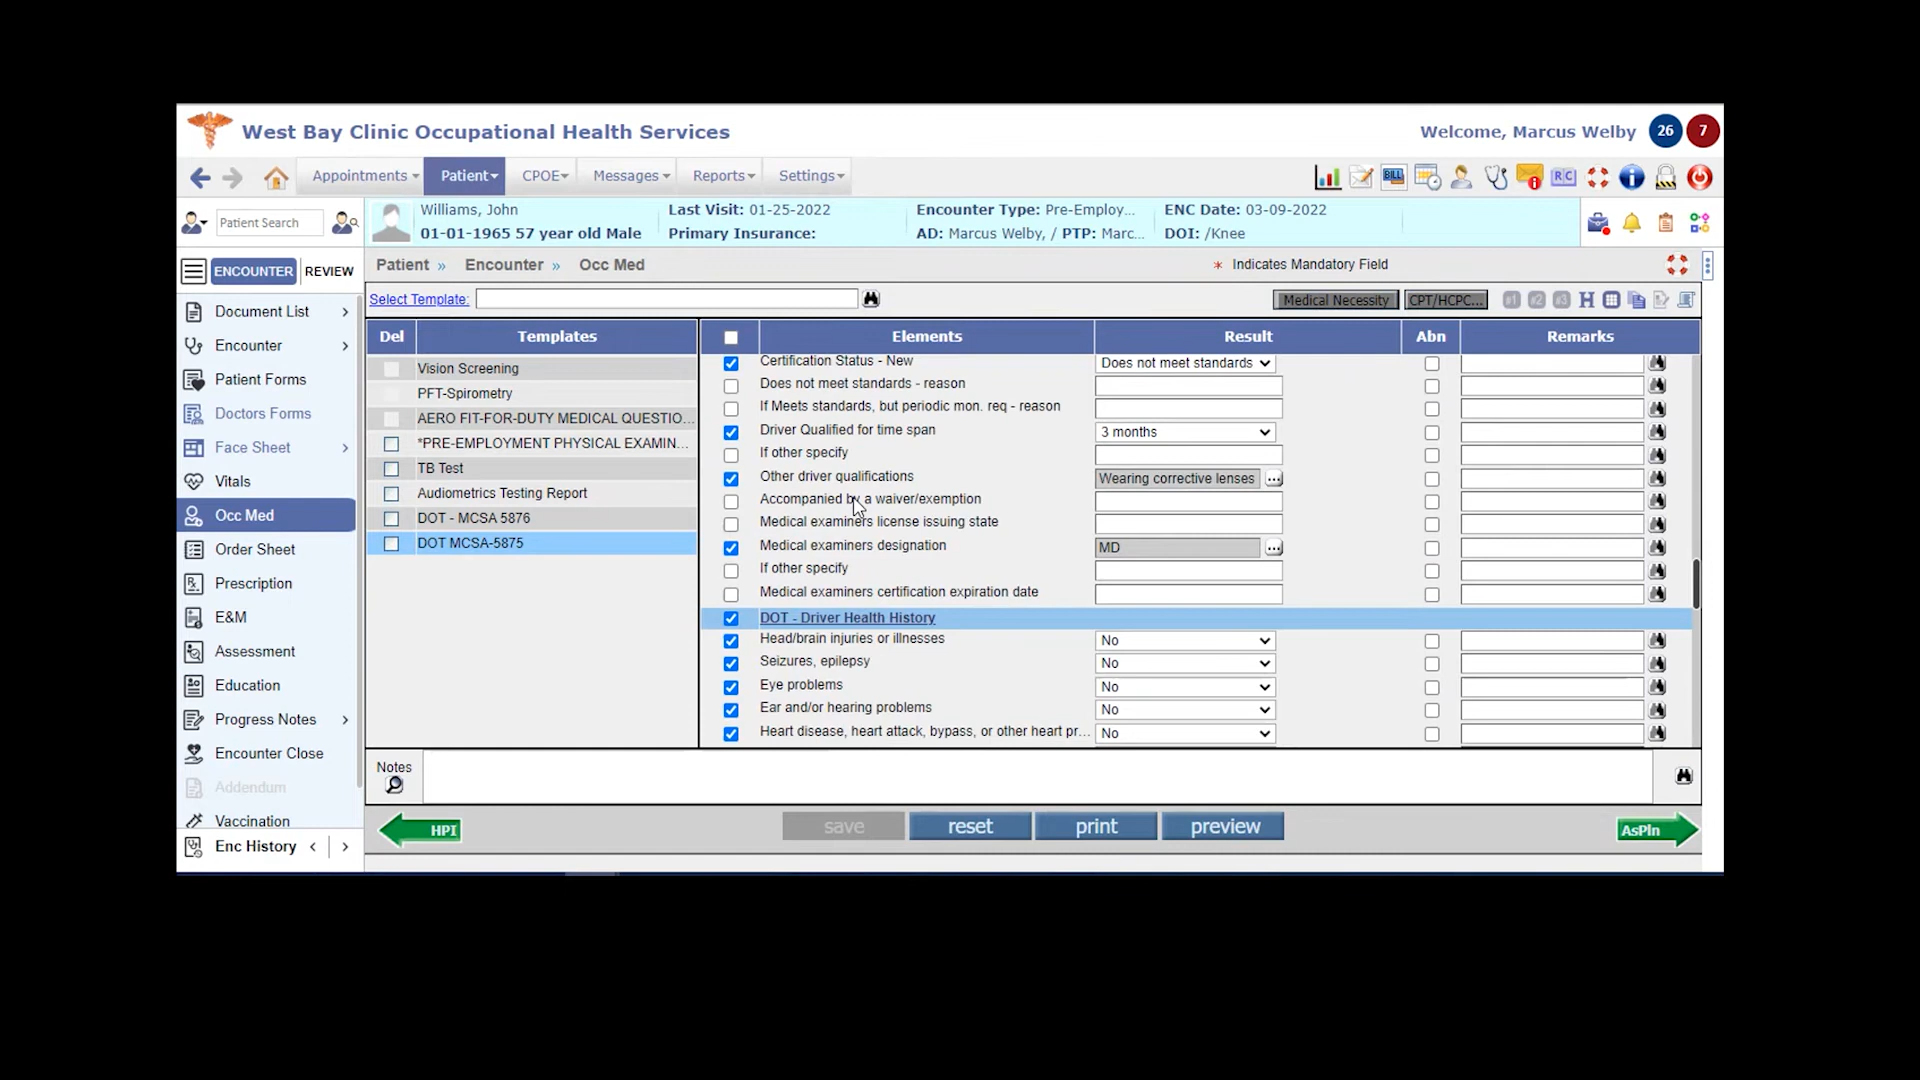 West Bay Clinic Occupational Health Services
Welcome, Marcus Welby 26 7
Appointments Patient CPOE Messages Reports Settings
BILL R|C
Patient Search
Williams, John
01-01-1965 57 year old Male
Last Visit: 01-25-2022
Primary Insurance:
Encounter Type: Pre-Employ...
AD: Marcus Welby, / PTP: Marc...
ENC Date: 03-09-2022
DOI: /Knee
ENCOUNTER REVIEW
Patient » Encounter » Occ Med
* Indicates Mandatory Field
Document List
Encounter
Patient Forms
Doctors Forms
Face Sheet
Vitals
Occ Med
Order Sheet
Prescription
E&M
Assessment
Education
Progress Notes
Encounter Close
Addendum
Vaccination
Enc History
Select Template:
Medical Necessity CPT/HCPC... #1 #2 #3 H
Del Templates
Vision Screening
PFT-Spirometry
AERO FIT-FOR-DUTY MEDICAL QUESTIO...
*PRE-EMPLOYMENT PHYSICAL EXAMIN...
TB Test
Audiometrics Testing Report
DOT - MCSA 5876
DOT MCSA-5875
Elements Result Abn Remarks
Certification Status - New Does not meet standards
Does not meet standards - reason
If Meets standards, but periodic mon. req - reason
Driver Qualified for time span 3 months
If other specify
Other driver qualifications Wearing corrective lenses ...
Accompanied by a waiver/exemption
Medical examiners license issuing state
Medical examiners designation MD ...
If other specify
Medical examiners certification expiration date
DOT - Driver Health History
Head/brain injuries or illnesses No
Seizures, epilepsy No
Eye problems No
Ear and/or hearing problems No
Heart disease, heart attack, bypass, or other heart pr... No
Notes
HPI save reset print preview AsPln